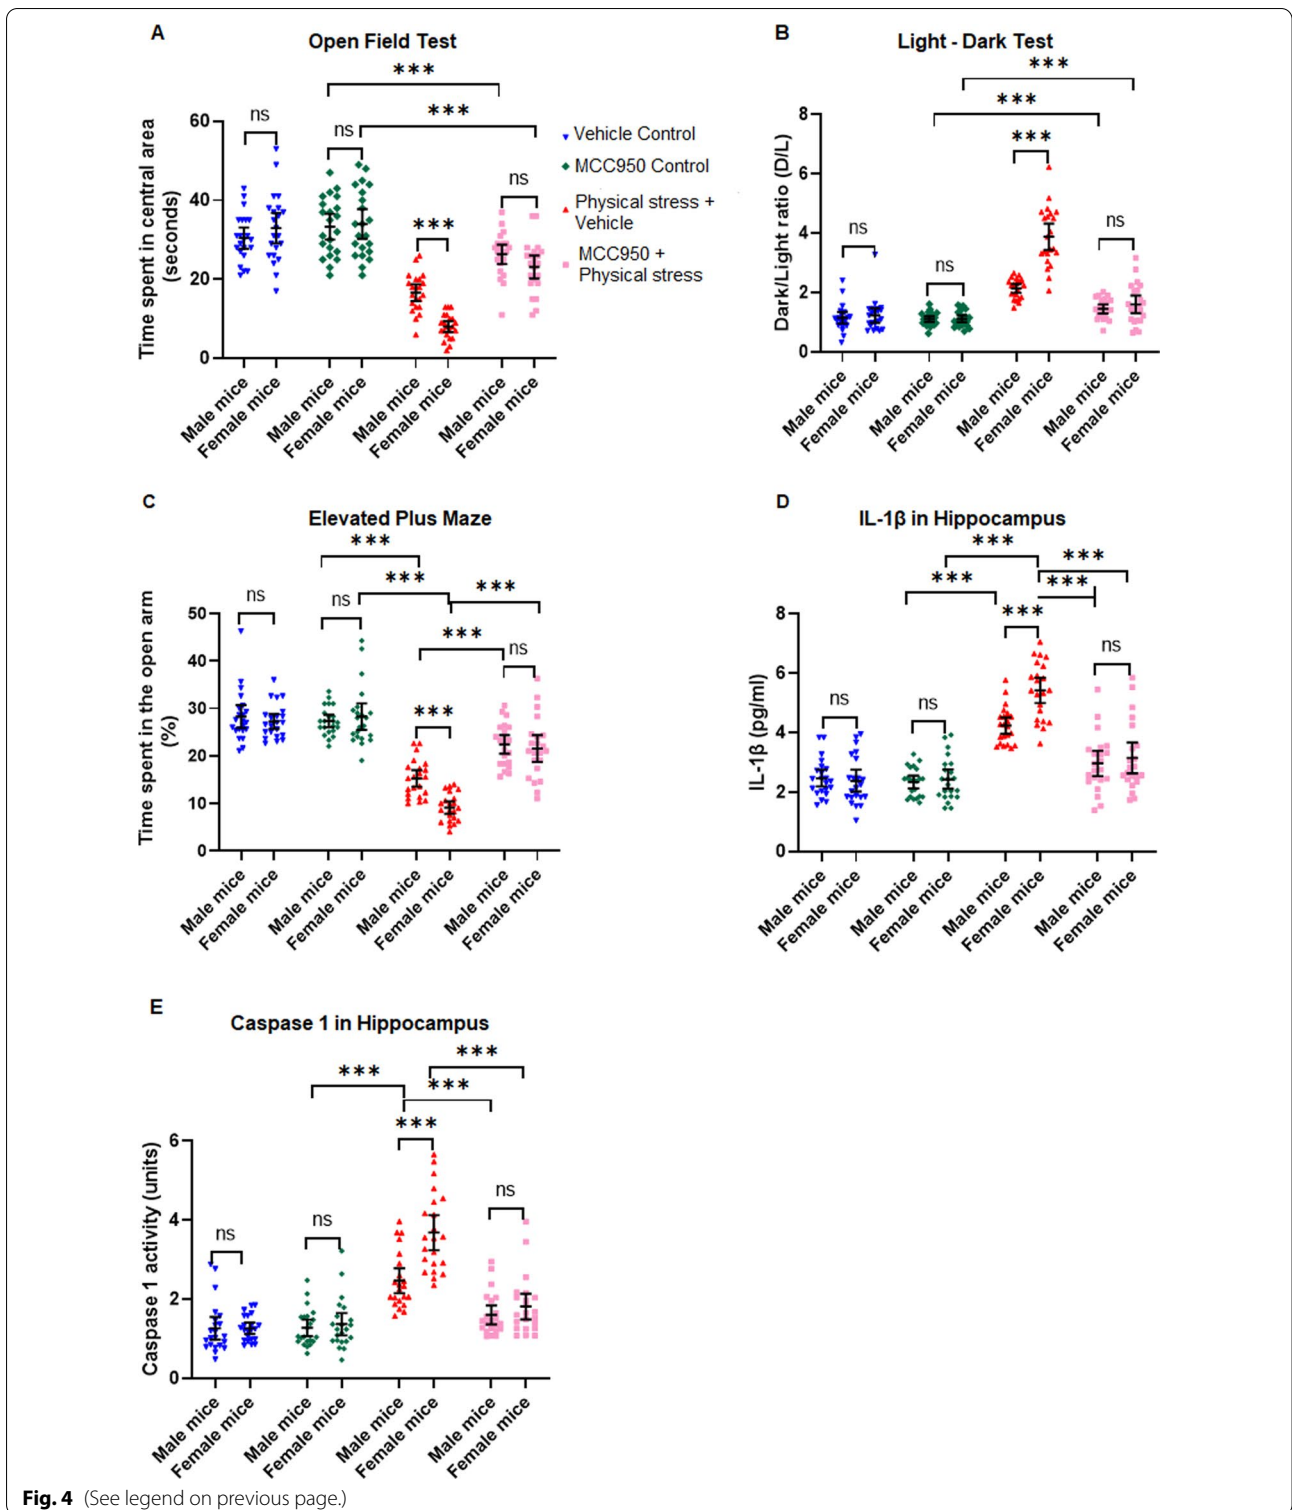 A
Open Field Test
***
***
ns
ns
***
ns
Time spent in central area
(seconds)
60
40
20
0
Male mice
Female mice
Male mice
Female mice
Male mice
Female mice
Male mice
Female mice
Vehicle Control
MCC950 Control
Physical stress +
Vehicle
MCC950 +
Physical stress
B
Light - Dark Test
***
***
***
ns
ns
ns
Dark/Light ratio (D/L)
8
6
4
2
0
Male mice
Female mice
Male mice
Female mice
Male mice
Female mice
Male mice
Female mice
C
Elevated Plus Maze
***
***
***
ns
ns
***
ns
***
Time spent in the open arm
(%)
50
40
30
20
10
0
Male mice
Female mice
Male mice
Female mice
Male mice
Female mice
Male mice
Female mice
D
IL-1β in Hippocampus
***
***
***
***
***
ns
ns
ns
IL-1β (pg/ml)
8
6
4
2
0
Male mice
Female mice
Male mice
Female mice
Male mice
Female mice
Male mice
Female mice
E
Caspase 1 in Hippocampus
***
***
***
***
ns
ns
ns
Caspase 1 activity (units)
6
4
2
0
Male mice
Female mice
Male mice
Female mice
Male mice
Female mice
Male mice
Female mice
Fig. 4 (See legend on previous page.)